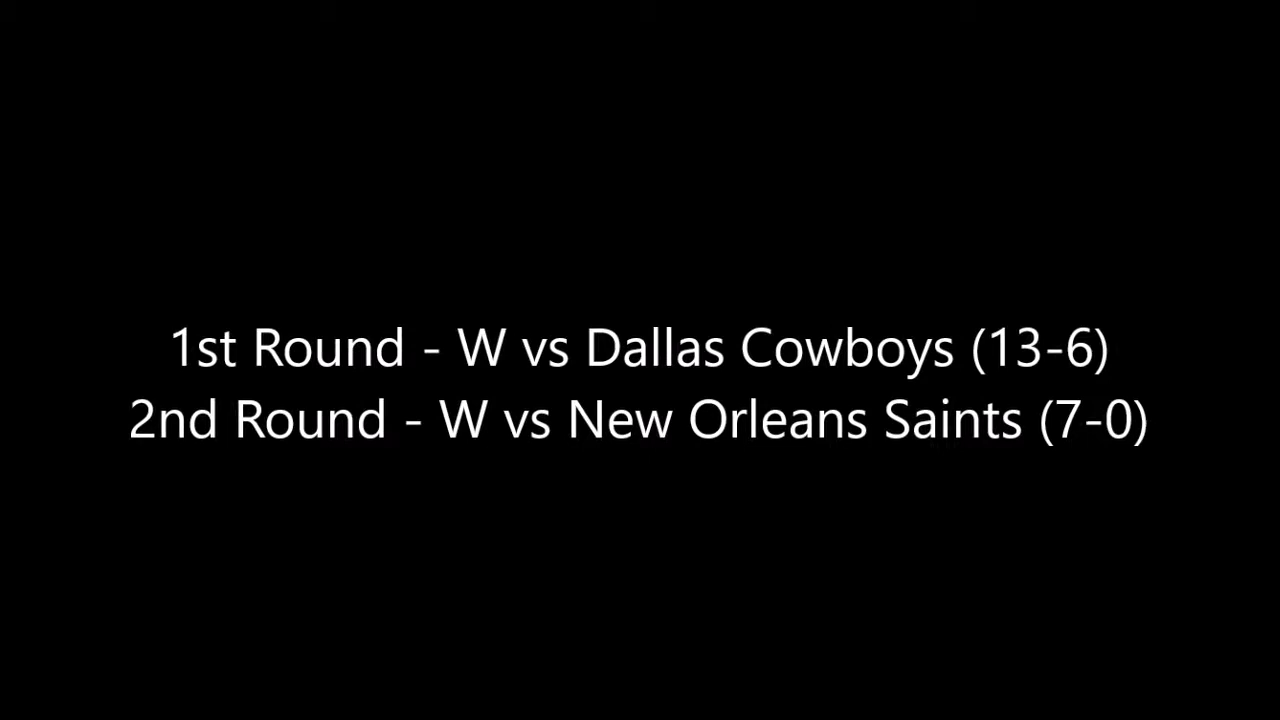 1st Round - W vs Dallas Cowboys (13-6)
2nd Round - W vs New Orleans Saints (7-0)